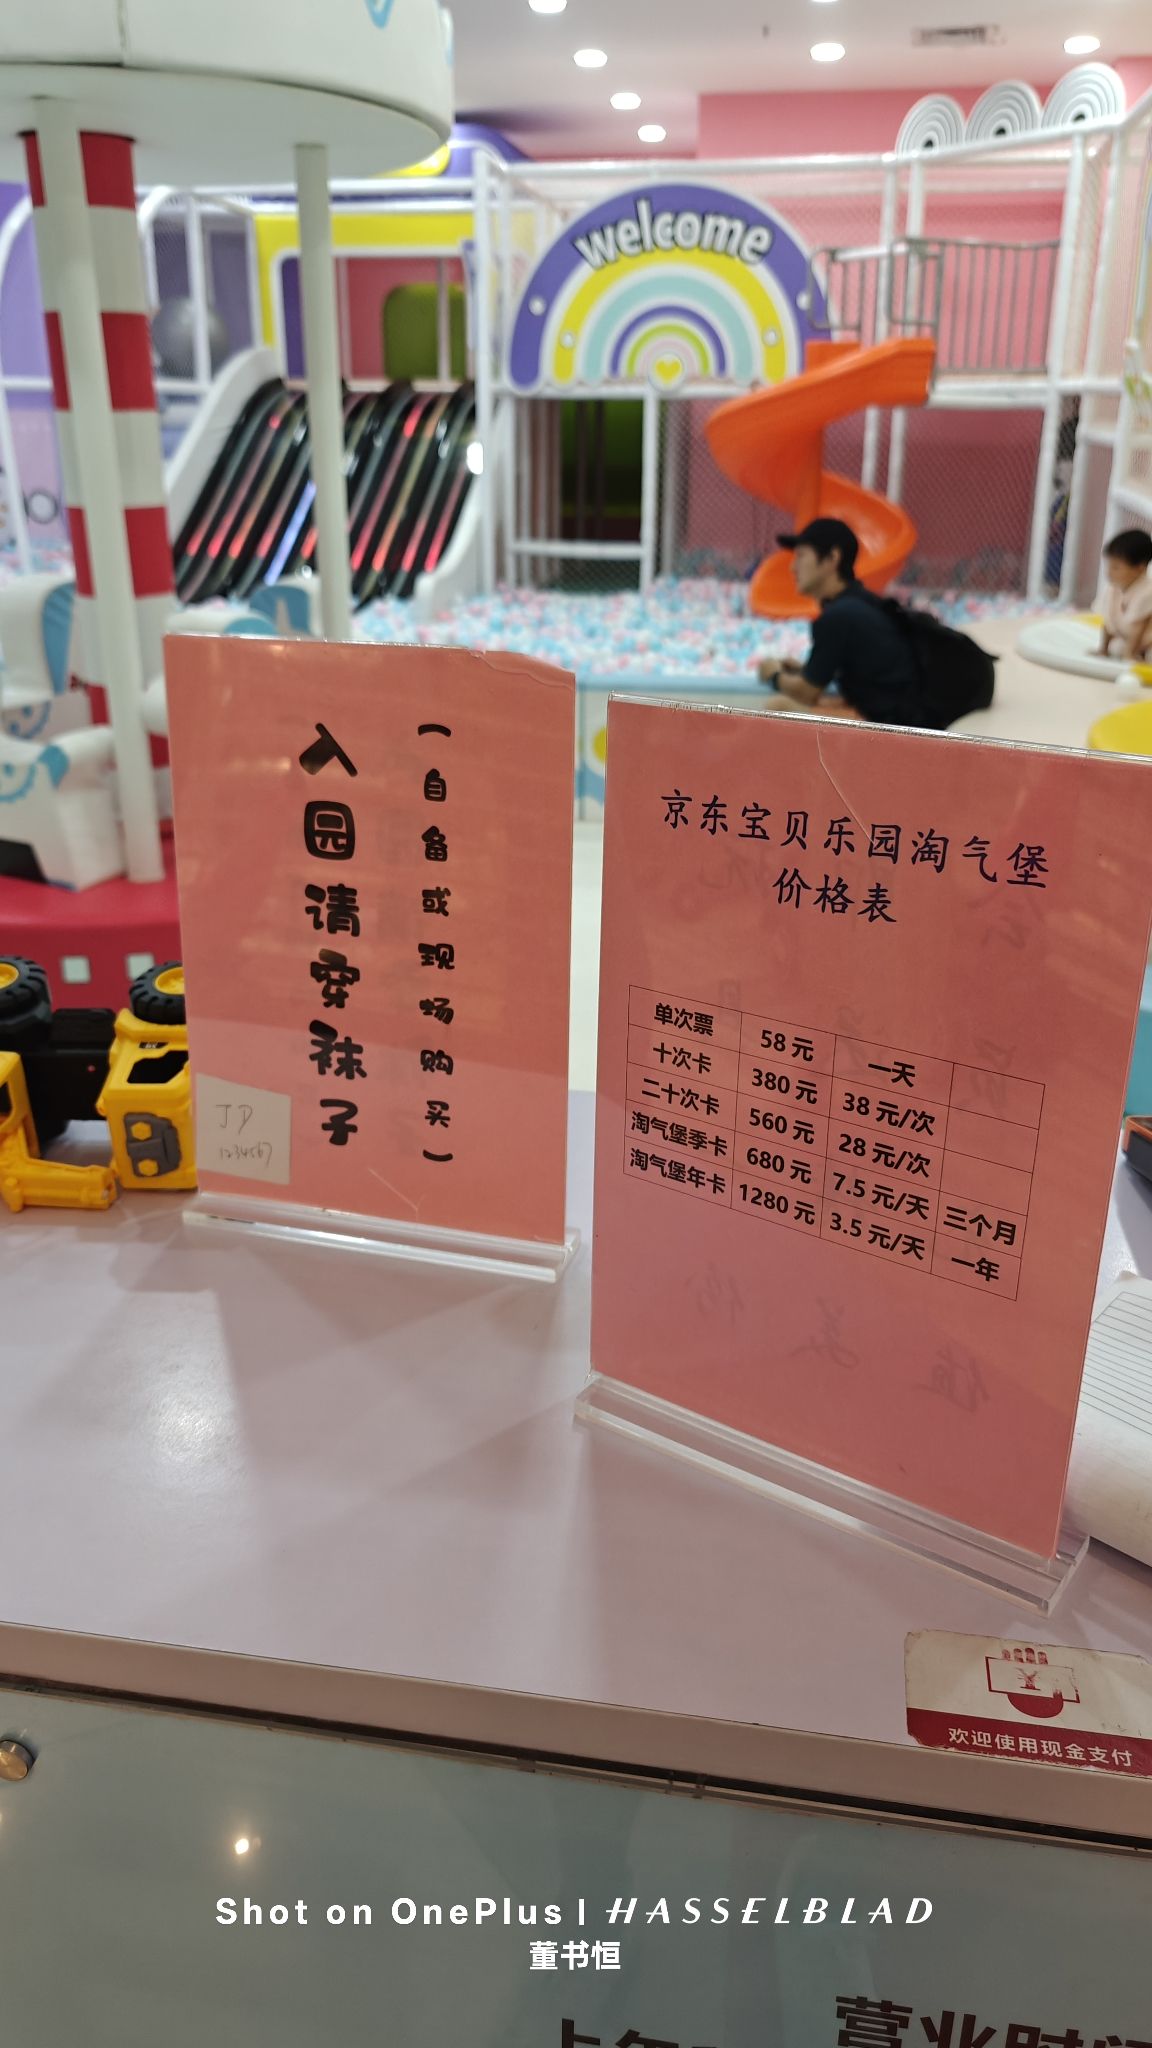 welcome
入园请穿袜子
（自备或现场购买）
JD
1234567
京东宝贝乐园淘气堡
价格表
单次票 58元 一天
十次卡 380元 38元/次
二十次卡 560元 28元/次
淘气堡季卡 680元 7.5元/天 三个月
淘气堡年卡 1280元 3.5元/天 一年
欢迎使用现金支付
Shot on OnePlus | HASSELBLAD
董书恒
营业时间